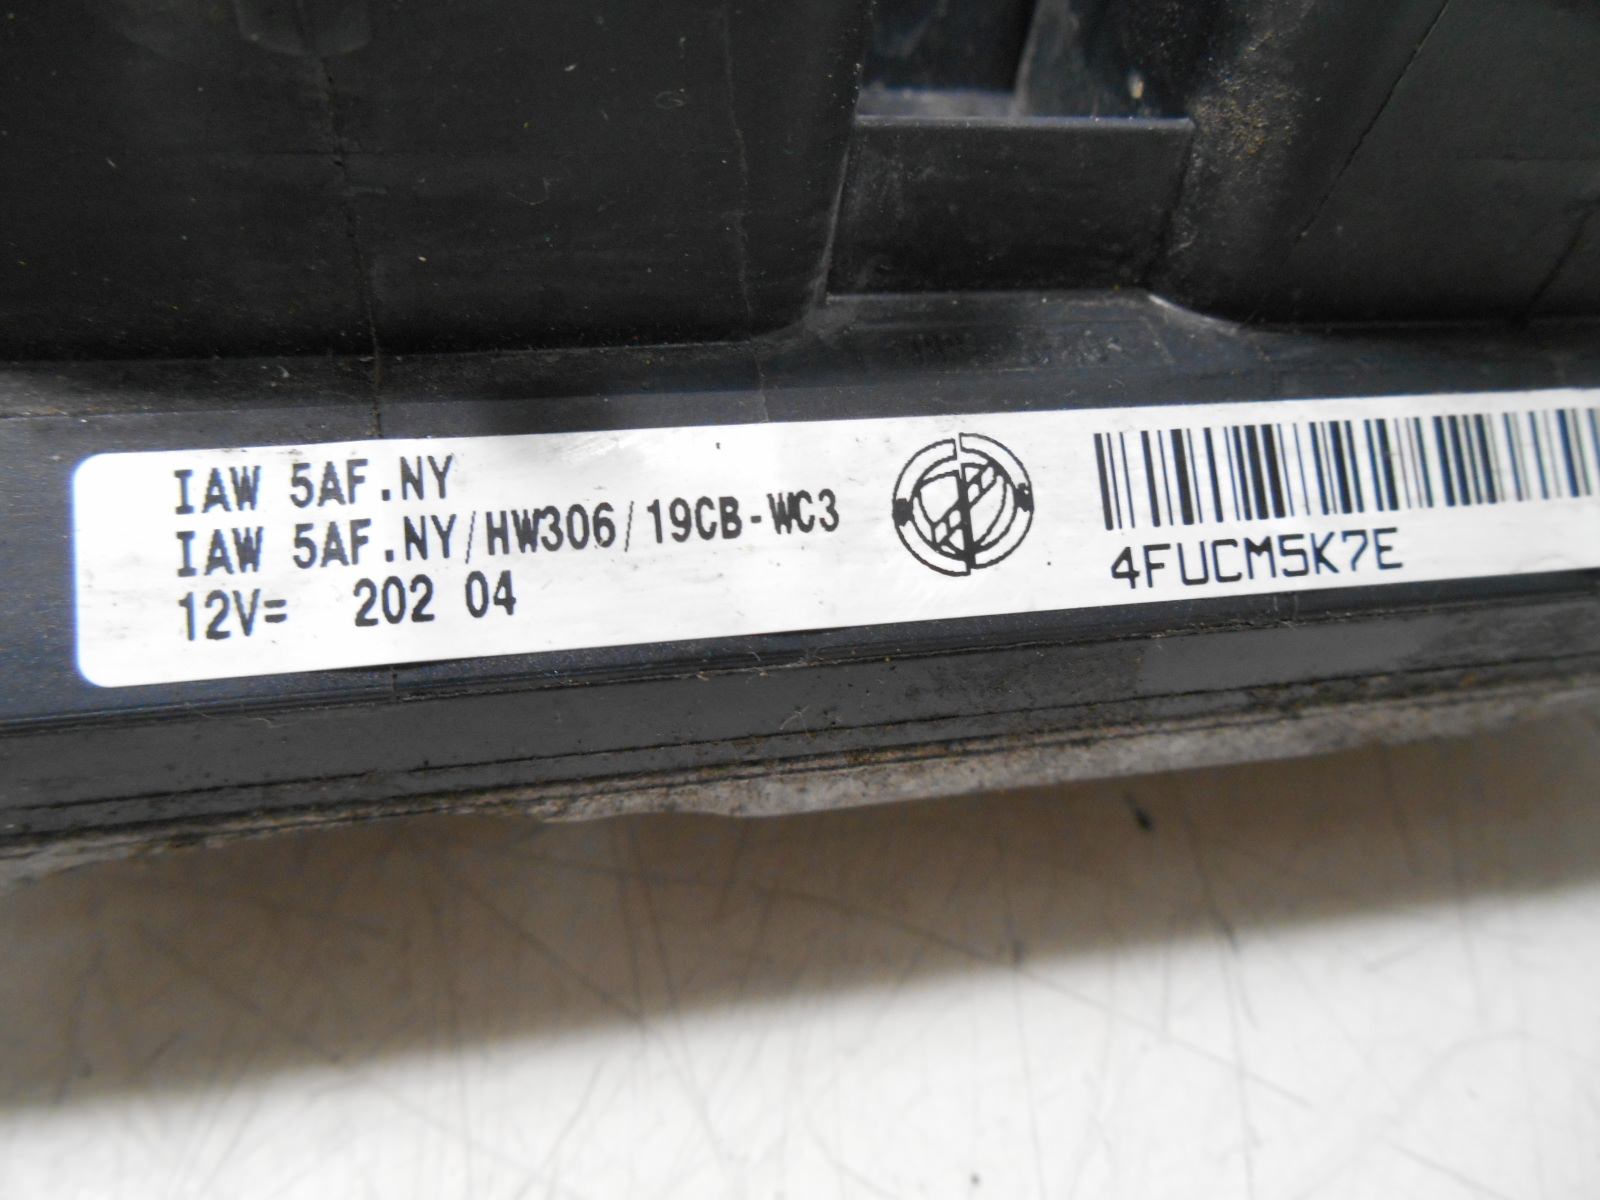 IAW 5AF.NY
IAW 5AF.NY/HW306/19CB-WC3
12V= 202 04
4FUCM5K7E